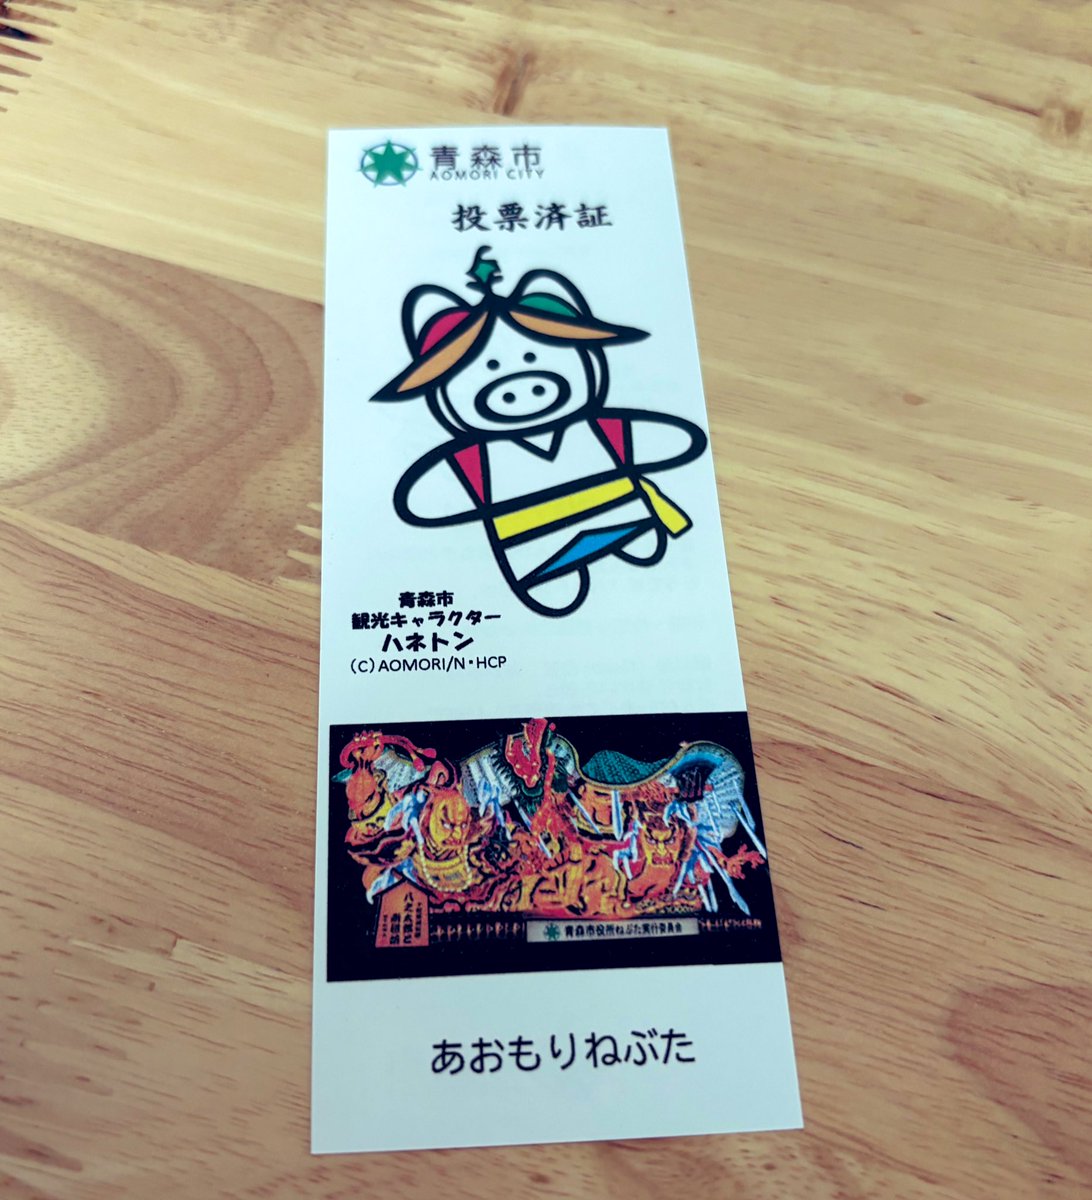 青森市
AOMORI CITY
投票済証
青森市
観光キャラクター
ハネトン
(C)AOMORI/N・HCP
青森市役所ねぶた実行委員会
あおもりねぶた